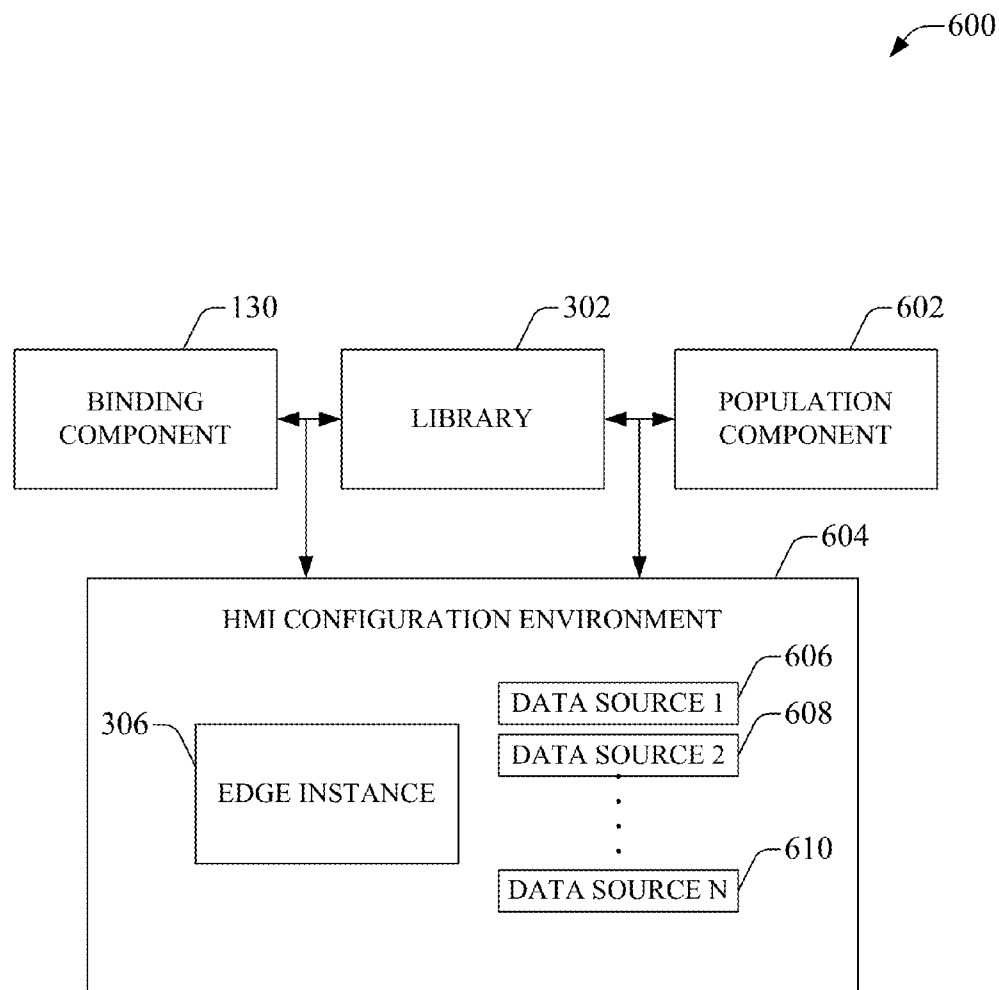 600
130
302
602
BINDING
COMPONENT
LIBRARY
POPULATION
COMPONENT
604
HMI CONFIGURATION ENVIRONMENT
606
DATA SOURCE 1
608
306
DATA SOURCE 2
EDGE INSTANCE
610
DATA SOURCE N